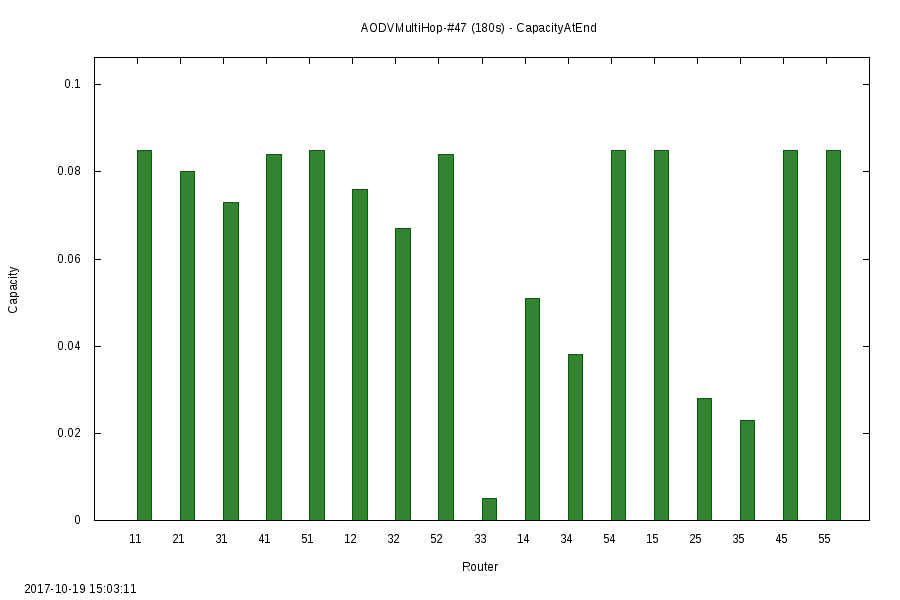 AODVMultiHop-#47 (180s) - CapacityAtEnd
0.1
0.08
0.06
0.04
0.02
0
Capacity
11 21 31 41 51 12 32 52 33 14 34 54 15 25 35 45 55
Router
2017-10-19 15:03:11